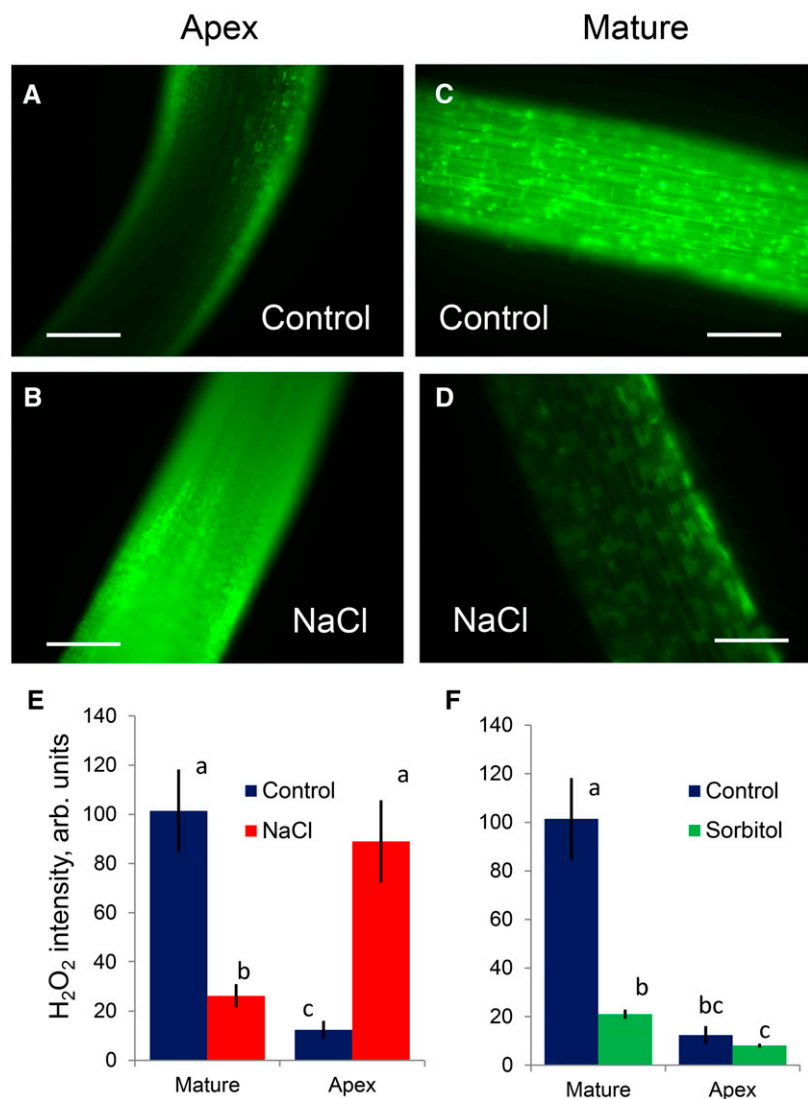 Apex
Mature
A
Control
C
Control
B
NaCl
D
NaCl
E
H₂O₂ intensity, arb. units
140
120
100
80
60
40
20
0
a
b
c
a
Control
NaCl
Mature
Apex
F
140
120
100
80
60
40
20
0
a
b
bc
c
Control
Sorbitol
Mature
Apex